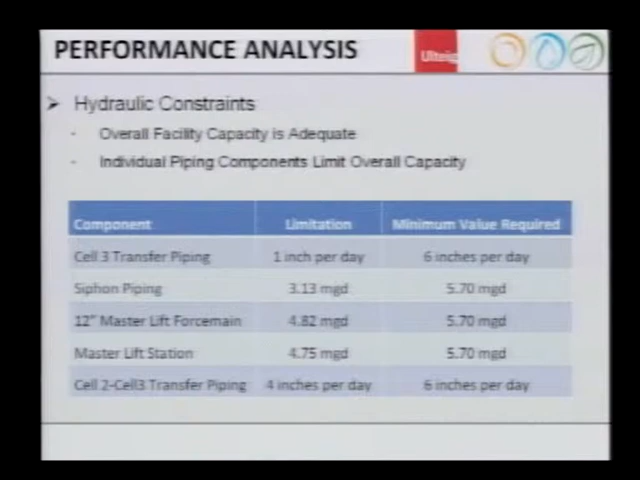 PERFORMANCE ANALYSIS
Ulteig
➤ Hydraulic Constraints
- Overall Facility Capacity is Adequate
- Individual Piping Components Limit Overall Capacity
Component Limitation Minimum Value Required
Cell 3 Transfer Piping 1 inch per day 6 inches per day
Siphon Piping 3.13 mgd 5.70 mgd
12" Master Lift Forcemain 4.82 mgd 5.70 mgd
Master Lift Station 4.75 mgd 5.70 mgd
Cell 2-Cell3 Transfer Piping 4 inches per day 6 inches per day